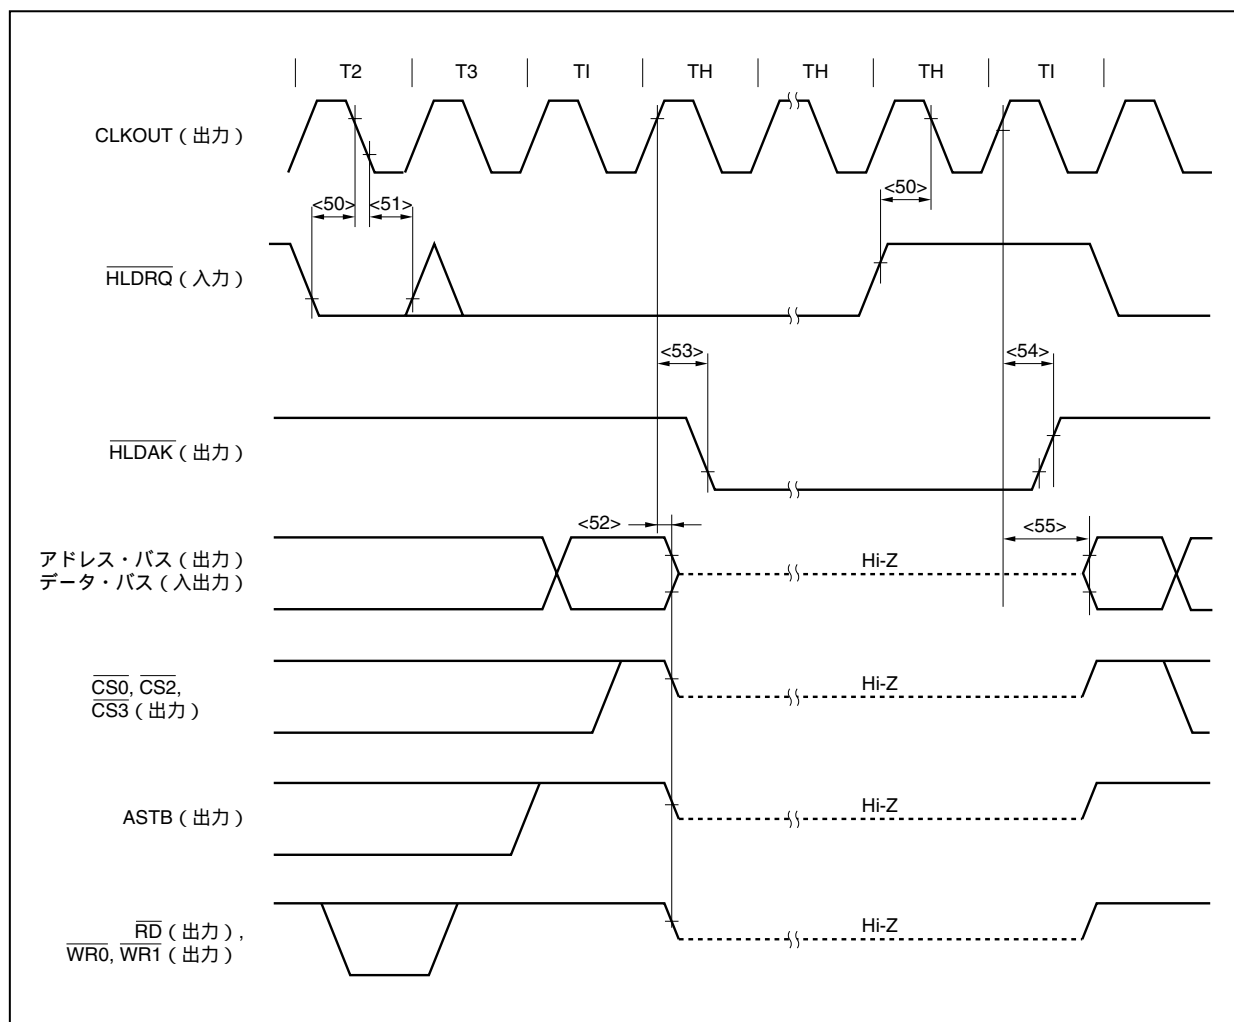 T2 T3 TI TH TH TH TI
CLKOUT（出力）
<50> <51> <50>
HLDRQ（入力）
<53> <54>
HLDAK（出力）
<52> <55>
アドレス・バス（出力） Hi-Z
データ・バス（入出力）
CS0, CS2, Hi-Z
CS3（出力）
ASTB（出力） Hi-Z
RD（出力）, Hi-Z
WR0, WR1（出力）